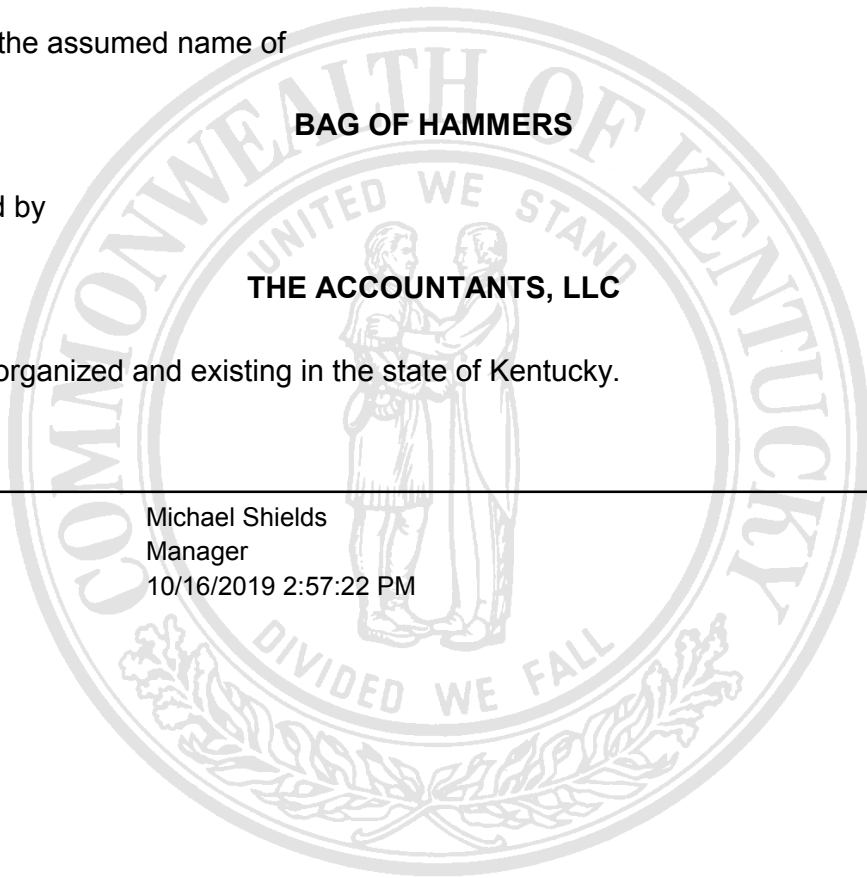 the assumed name of
BAG OF HAMMERS
d by
THE ACCOUNTANTS, LLC
organized and existing in the state of Kentucky.
Michael Shields
Manager
10/16/2019 2:57:22 PM
COMMONWEALTH OF KENTUCKY
UNITED WE STAND
DIVIDED WE FALL